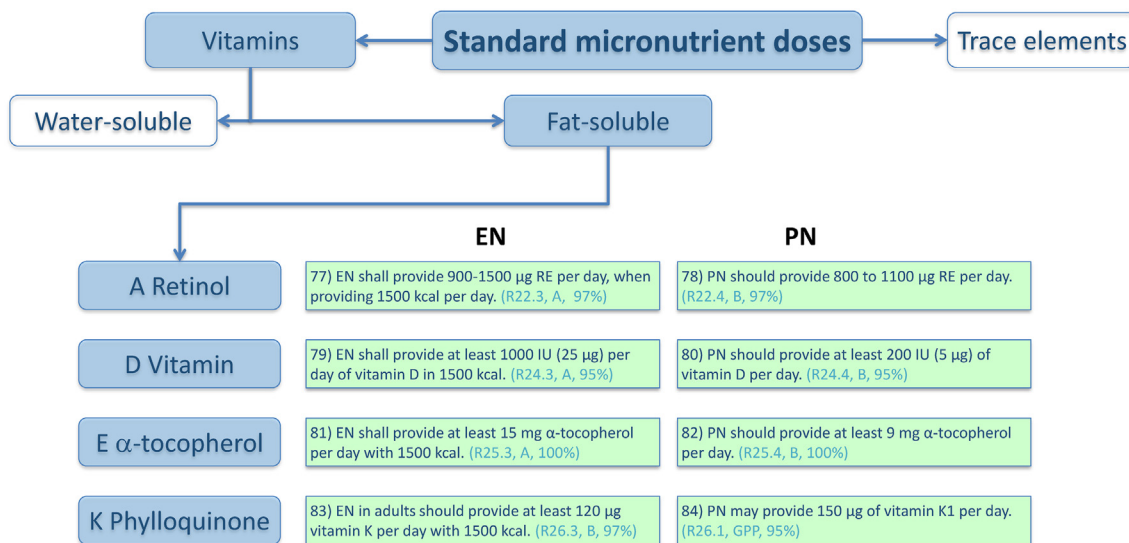 Vitamins
Standard micronutrient doses
Trace elements
Water-soluble
Fat-soluble
EN
PN
A Retinol
77) EN shall provide 900-1500 µg RE per day, when
providing 1500 kcal per day. (R22.3, A, 97%)
78) PN should provide 800 to 1100 µg RE per day.
(R22.4, B, 97%)
D Vitamin
79) EN shall provide at least 1000 IU (25 µg) per
day of vitamin D in 1500 kcal. (R24.3, A, 95%)
80) PN should provide at least 200 IU (5 µg) of
vitamin D per day. (R24.4, B, 95%)
E α-tocopherol
81) EN shall provide at least 15 mg α-tocopherol
per day with 1500 kcal. (R25.3, A, 100%)
82) PN should provide at least 9 mg α-tocopherol
per day. (R25.4, B, 100%)
K Phylloquinone
83) EN in adults should provide at least 120 µg
vitamin K per day with 1500 kcal. (R26.3, B, 97%)
84) PN may provide 150 µg of vitamin K1 per day.
(R26.1, GPP, 95%)